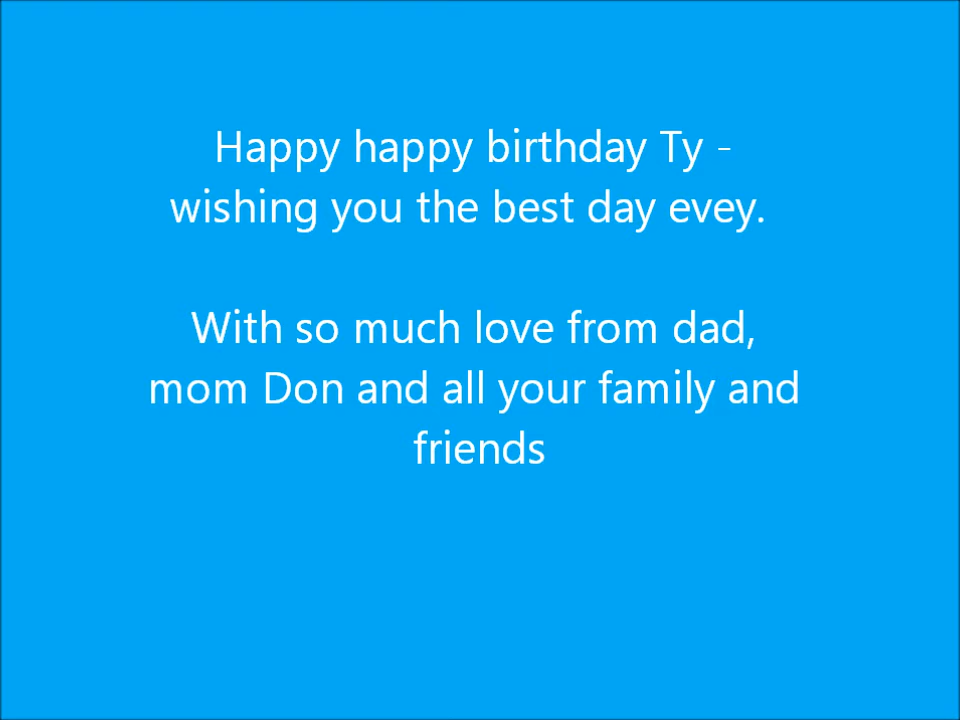 Happy happy birthday Ty -
wishing you the best day evey.
With so much love from dad,
mom Don and all your family and
friends